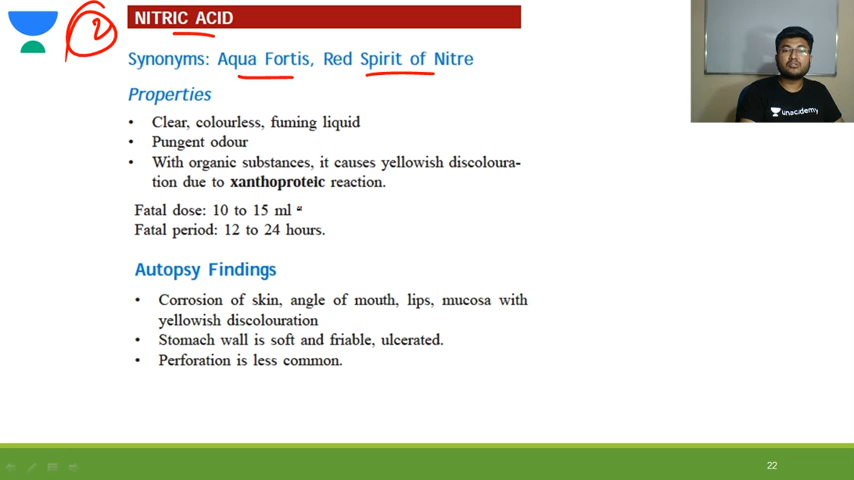 2
NITRIC ACID
Synonyms: Aqua Fortis, Red Spirit of Nitre
Properties
• Clear, colourless, fuming liquid
• Pungent odour
• With organic substances, it causes yellowish discoloura-
tion due to xanthoproteic reaction.
Fatal dose: 10 to 15 ml
Fatal period: 12 to 24 hours.
Autopsy Findings
• Corrosion of skin, angle of mouth, lips, mucosa with
yellowish discolouration
• Stomach wall is soft and friable, ulcerated.
• Perforation is less common.
unacademy
22